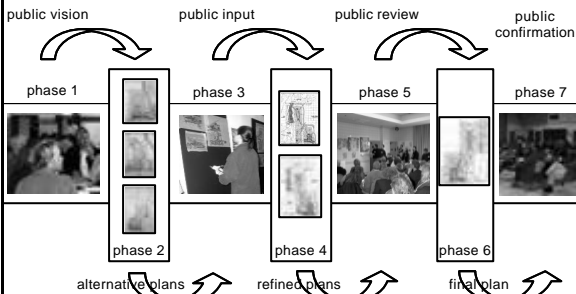 public vision
public input
public review
public
confirmation
phase 1
phase 3
phase 5
phase 7
phase 2
phase 4
phase 6
alternative plans
refined plans
final plan